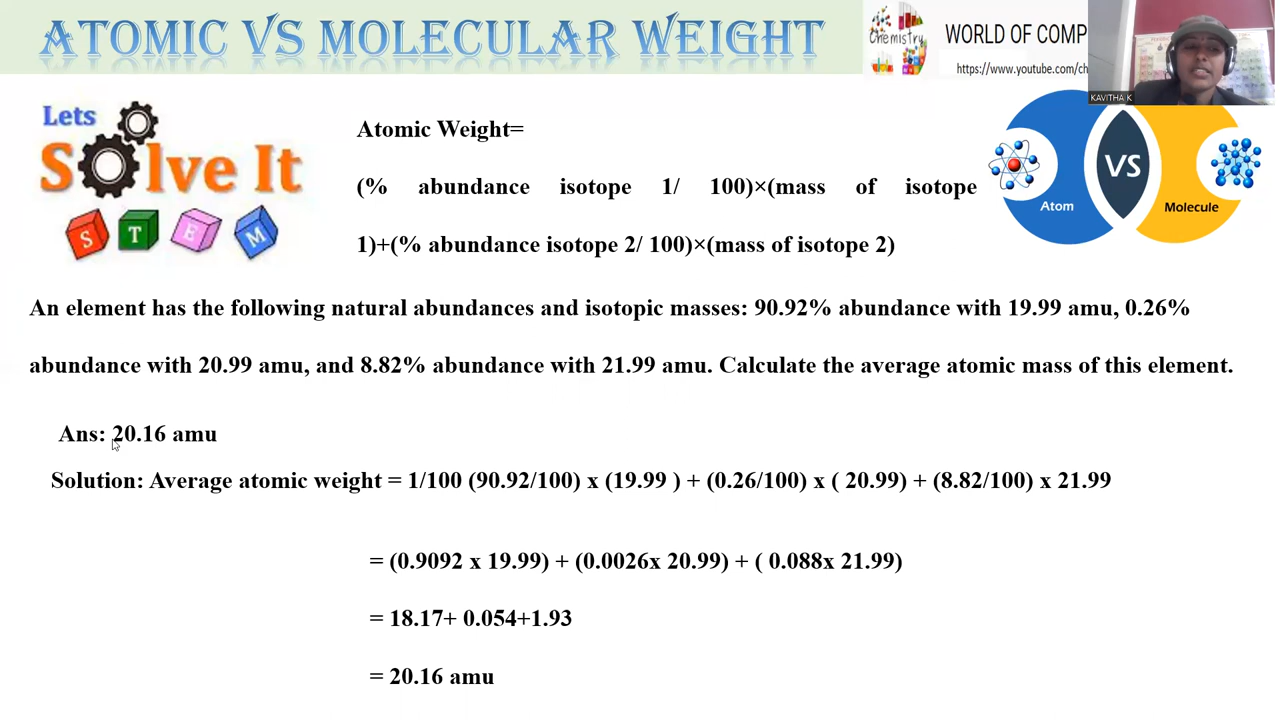 ATOMIC VS MOLECULAR WEIGHT
Chemistry
WORLD OF COMP
https://www.youtube.com/ch
KAVITHA K
Lets
Solve It
S T E M
Atomic Weight=
(% abundance isotope 1/ 100)×(mass of isotope
1)+(% abundance isotope 2/ 100)×(mass of isotope 2)
VS
Atom
Molecule
An element has the following natural abundances and isotopic masses: 90.92% abundance with 19.99 amu, 0.26%
abundance with 20.99 amu, and 8.82% abundance with 21.99 amu. Calculate the average atomic mass of this element.
Ans: 20.16 amu
Solution: Average atomic weight = 1/100 (90.92/100) x (19.99 ) + (0.26/100) x ( 20.99) + (8.82/100) x 21.99
= (0.9092 x 19.99) + (0.0026x 20.99) + ( 0.088x 21.99)
= 18.17+ 0.054+1.93
= 20.16 amu